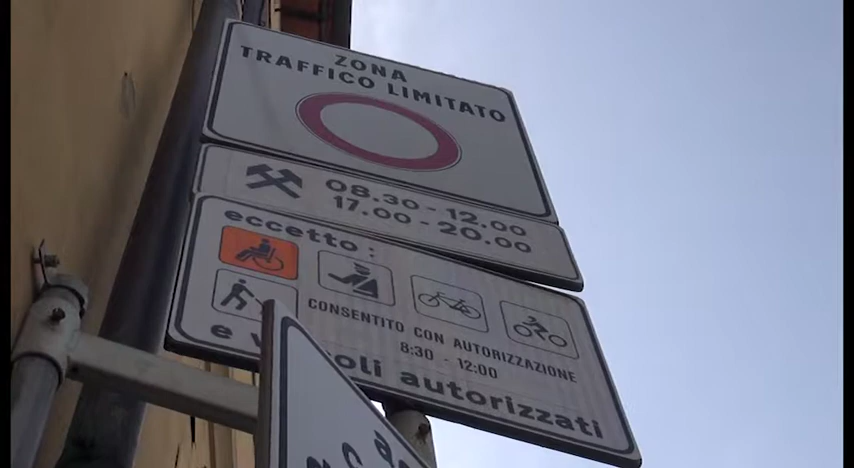 ZONA
TRAFFICO LIMITATO
08.30 - 12.00
17.00 - 20.00
eccetto :
CONSENTITO CON AUTORIZZAZIONE
8:30 - 12:00
autorizzati